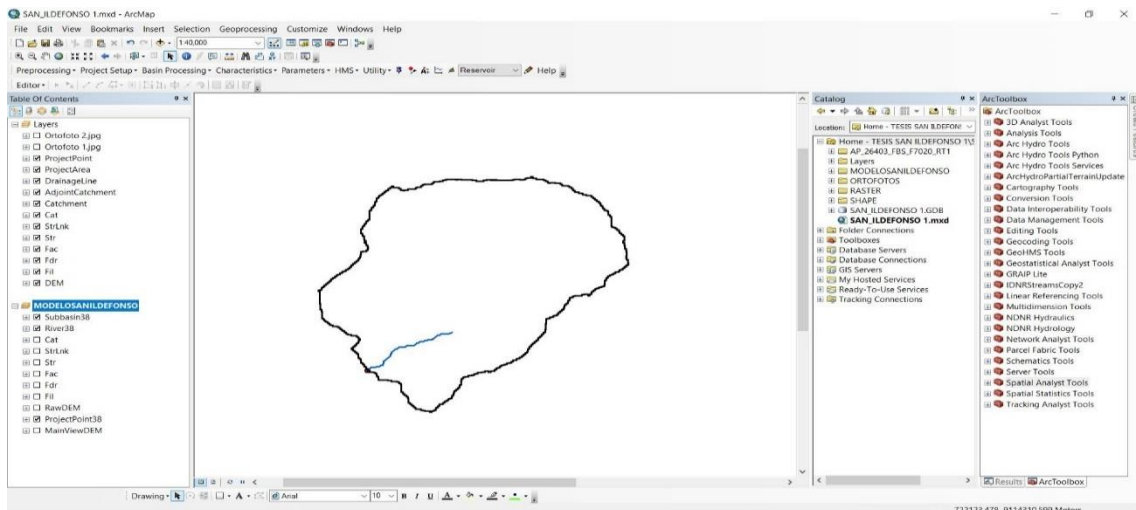 SAN_ILDEFONSO 1.mxd - ArcMap
File Edit View Bookmarks Insert Selection Geoprocessing Customize Windows Help
1:40,000
Preprocessing Project Setup Basin Processing Characteristics Parameters HMS Utility Reservoir Help
Editor
Table Of Contents
Layers
Ortofoto 2.jpg
Ortofoto 1.jpg
ProjectPoint
ProjectArea
DrainageLine
AdjointCatchment
Catchment
Cat
StrLnk
Str
Fac
Fdr
Fil
DEM
MODELOSANILDEFONSO
Subbasin38
River38
Cat
StrLnk
Str
Fac
Fdr
Fil
RawDEM
ProjectPoint38
MainViewDEM
Drawing A Arial 10 B I U A
Catalog
Location: Home - TESIS SAN ILDEFON
Home - TESIS SAN ILDEFONSO 1\
AP_26403_FBS_F7020_RT1
Layers
MODELOSANILDEFONSO
ORTOFOTOS
RASTER
SHAPE
SAN_ILDEFONSO 1.GDB
SAN_ILDEFONSO 1.mxd
Folder Connections
Toolboxes
Database Servers
Database Connections
GIS Servers
My Hosted Services
Ready-To-Use Services
Tracking Connections
ArcToolbox
ArcToolbox
3D Analyst Tools
Analysis Tools
Arc Hydro Tools
Arc Hydro Tools Python
Arc Hydro Tools Services
ArcHydroPartialTerrainUpdate
Cartography Tools
Conversion Tools
Data Interoperability Tools
Data Management Tools
Editing Tools
Geocoding Tools
GeoHMS Tools
Geostatistical Analyst Tools
GRAIP Lite
IDNRStreamsCopy2
Linear Referencing Tools
Multidimension Tools
NDNR Hydraulics
NDNR Hydrology
Network Analyst Tools
Parcel Fabric Tools
Schematics Tools
Server Tools
Spatial Analyst Tools
Spatial Statistics Tools
Tracking Analyst Tools
Results ArcToolbox